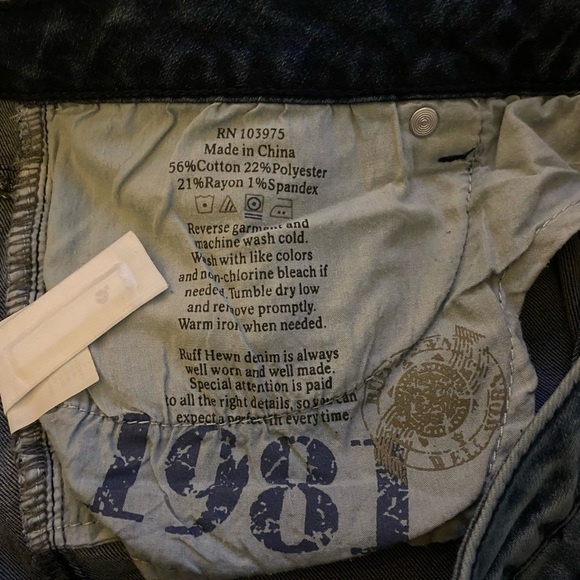 RN 103975
Made in China
56%Cotton 22%Polyester
21%Rayon 1%Spandex
Reverse garment and
machine wash cold.
Wash with like colors
and non-chlorine bleach if
needed. Tumble dry low
and remove promptly.
Warm iron when needed.
Ruff Hewn denim is always
well worn and well made.
Special attention is paid
to all the right details, so you can
expect a perfect fit every time.
1981
WELL WORN